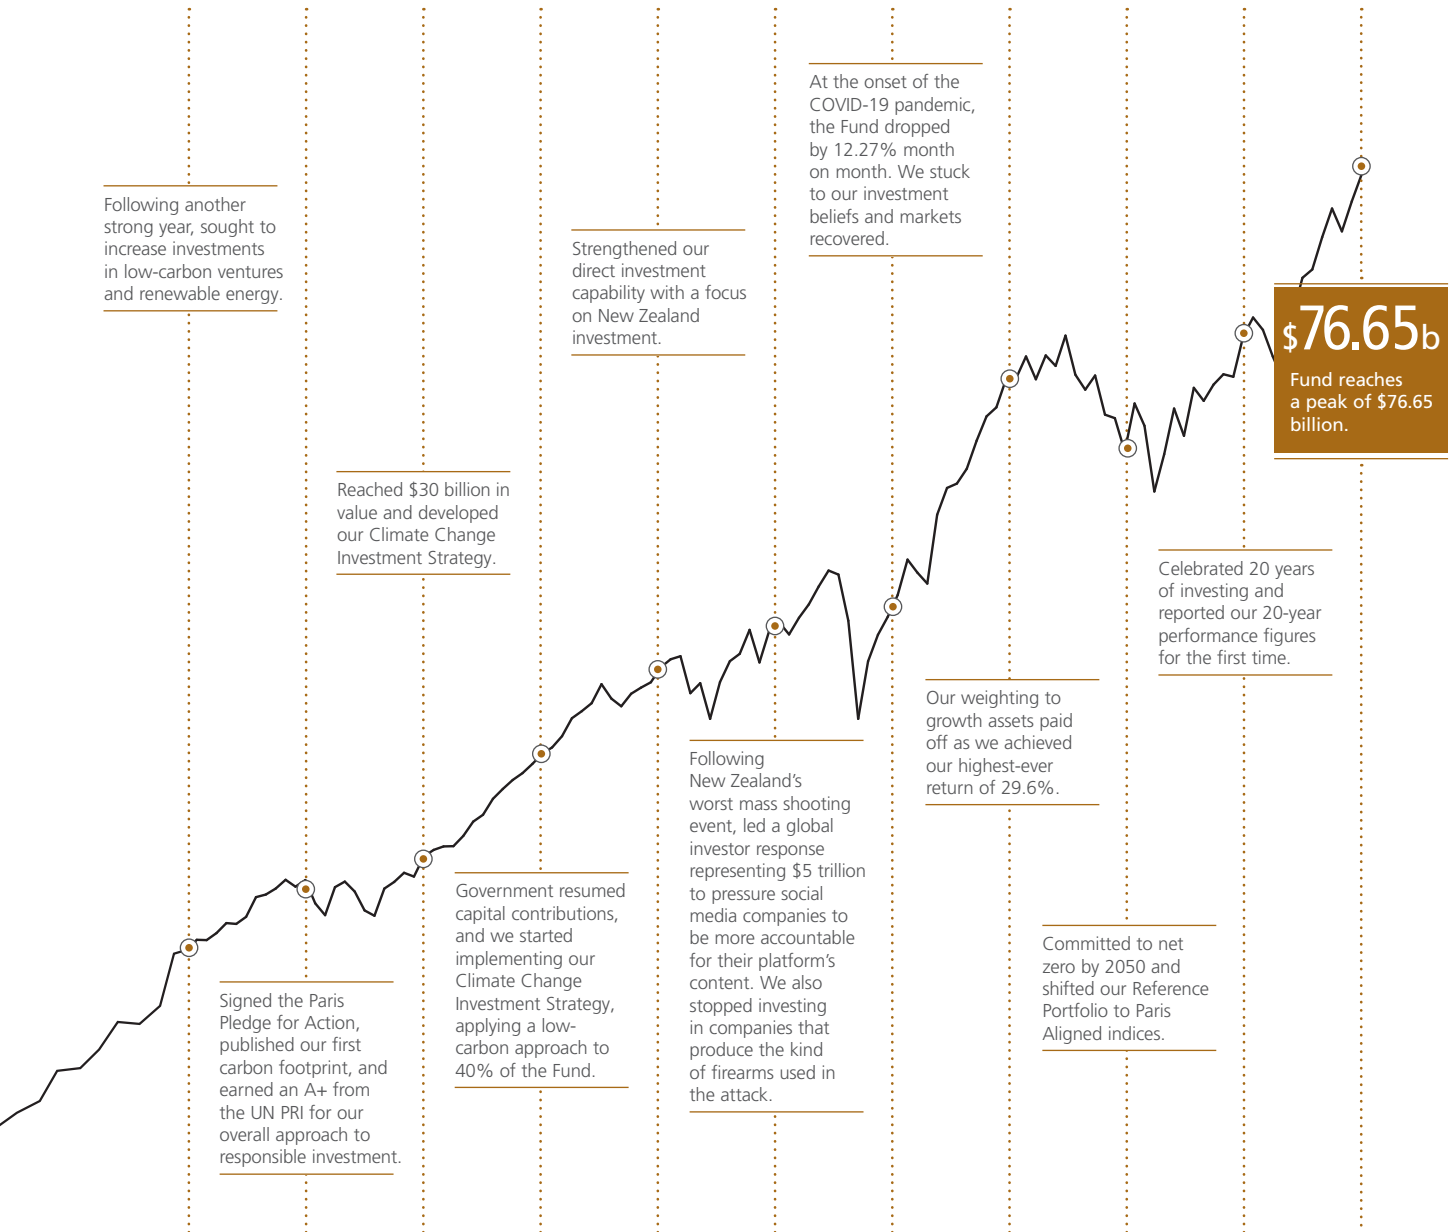 Following another
strong year, sought to
increase investments
in low-carbon ventures
and renewable energy.
Signed the Paris
Pledge for Action,
published our first
carbon footprint, and
earned an A+ from
the UN PRI for our
overall approach to
responsible investment.
Reached $30 billion in
value and developed
our Climate Change
Investment Strategy.
Government resumed
capital contributions,
and we started
implementing our
Climate Change
Investment Strategy,
applying a low-
carbon approach to
40% of the Fund.
Strengthened our
direct investment
capability with a focus
on New Zealand
investment.
Following
New Zealand’s
worst mass shooting
event, led a global
investor response
representing $5 trillion
to pressure social
media companies to
be more accountable
for their platform’s
content. We also
stopped investing
in companies that
produce the kind
of firearms used in
the attack.
At the onset of the
COVID-19 pandemic,
the Fund dropped
by 12.27% month
on month. We stuck
to our investment
beliefs and markets
recovered.
Our weighting to
growth assets paid
off as we achieved
our highest-ever
return of 29.6%.
Committed to net
zero by 2050 and
shifted our Reference
Portfolio to Paris
Aligned indices.
Celebrated 20 years
of investing and
reported our 20-year
performance figures
for the first time.
$76.65b
Fund reaches
a peak of $76.65
billion.